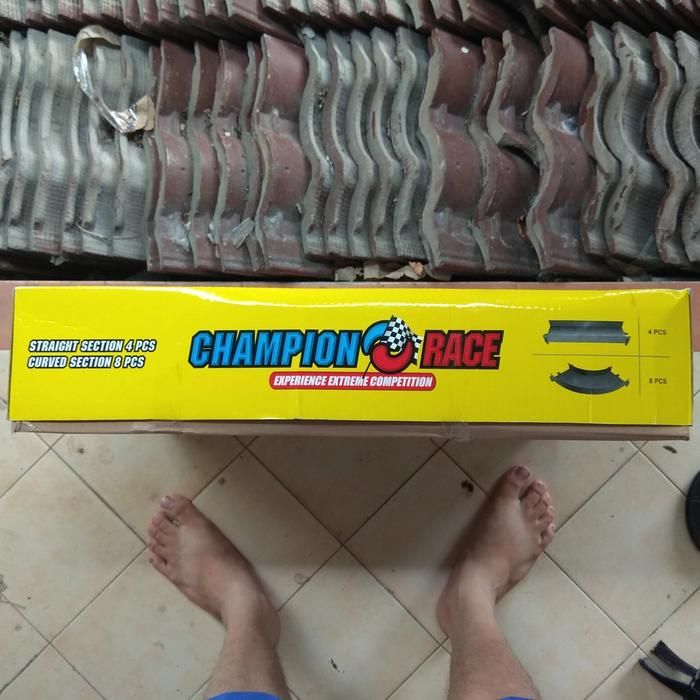 STRAIGHT SECTION 4 PCS
CURVED SECTION 8 PCS
CHAMPION RACE
EXPERIENCE EXTREME COMPETITION
4 PCS
8 PCS